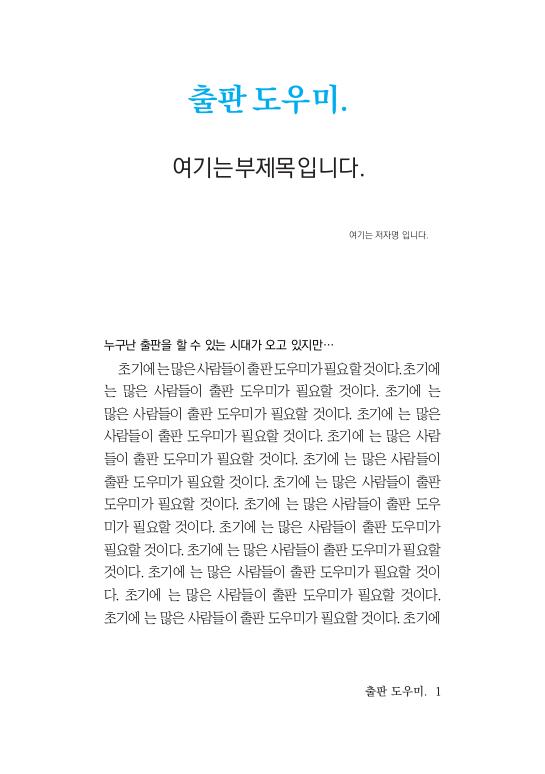 출판 도우미.
여기는 부제목입니다.
여기는 저자명 입니다.
누구난 출판을 할 수 있는 시대가 오고 있지만…
초기에 는 많은 사람들이 출판 도우미가 필요할 것이다. 초기에
는 많은 사람들이 출판 도우미가 필요할 것이다. 초기에 는
많은 사람들이 출판 도우미가 필요할 것이다. 초기에 는 많은
사람들이 출판 도우미가 필요할 것이다. 초기에 는 많은 사람
들이 출판 도우미가 필요할 것이다. 초기에 는 많은 사람들이
출판 도우미가 필요할 것이다. 초기에 는 많은 사람들이 출판
도우미가 필요할 것이다. 초기에 는 많은 사람들이 출판 도우
미가 필요할 것이다. 초기에 는 많은 사람들이 출판 도우미가
필요할 것이다. 초기에 는 많은 사람들이 출판 도우미가 필요할
것이다. 초기에 는 많은 사람들이 출판 도우미가 필요할 것이
다. 초기에 는 많은 사람들이 출판 도우미가 필요할 것이다.
초기에 는 많은 사람들이 출판 도우미가 필요할 것이다. 초기에
출판 도우미. 1